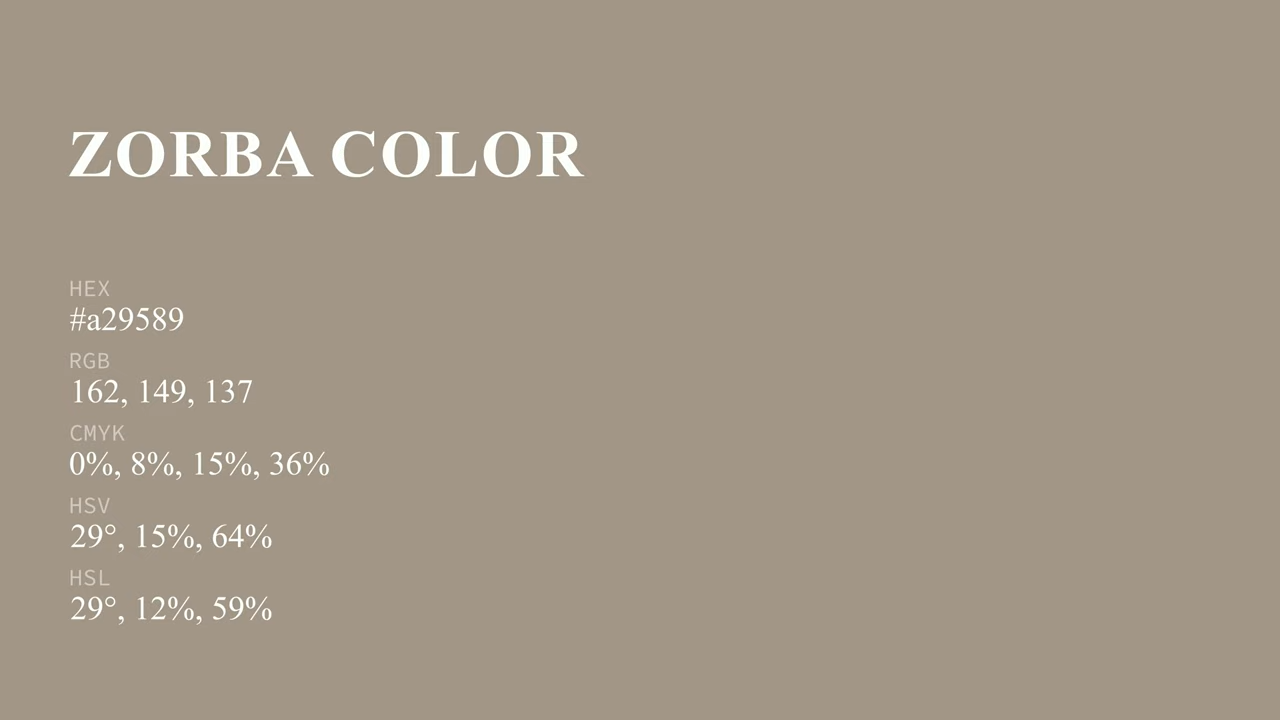 ZORBA COLOR
HEX
#a29589
RGB
162, 149, 137
CMYK
0%, 8%, 15%, 36%
HSV
29°, 15%, 64%
HSL
29°, 12%, 59%